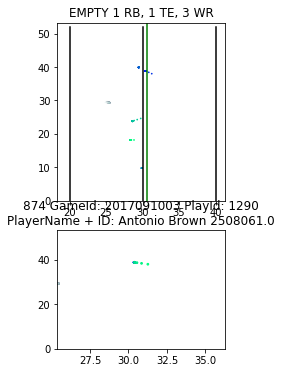 EMPTY 1 RB, 1 TE, 3 WR
50
40
30
20
10
0
20 30 35 40
874 GameId: 2017091003 PlayId: 1290
PlayerName + ID: Antonio Brown 2508061.0
40
20
0
27.5 30.0 32.5 35.0